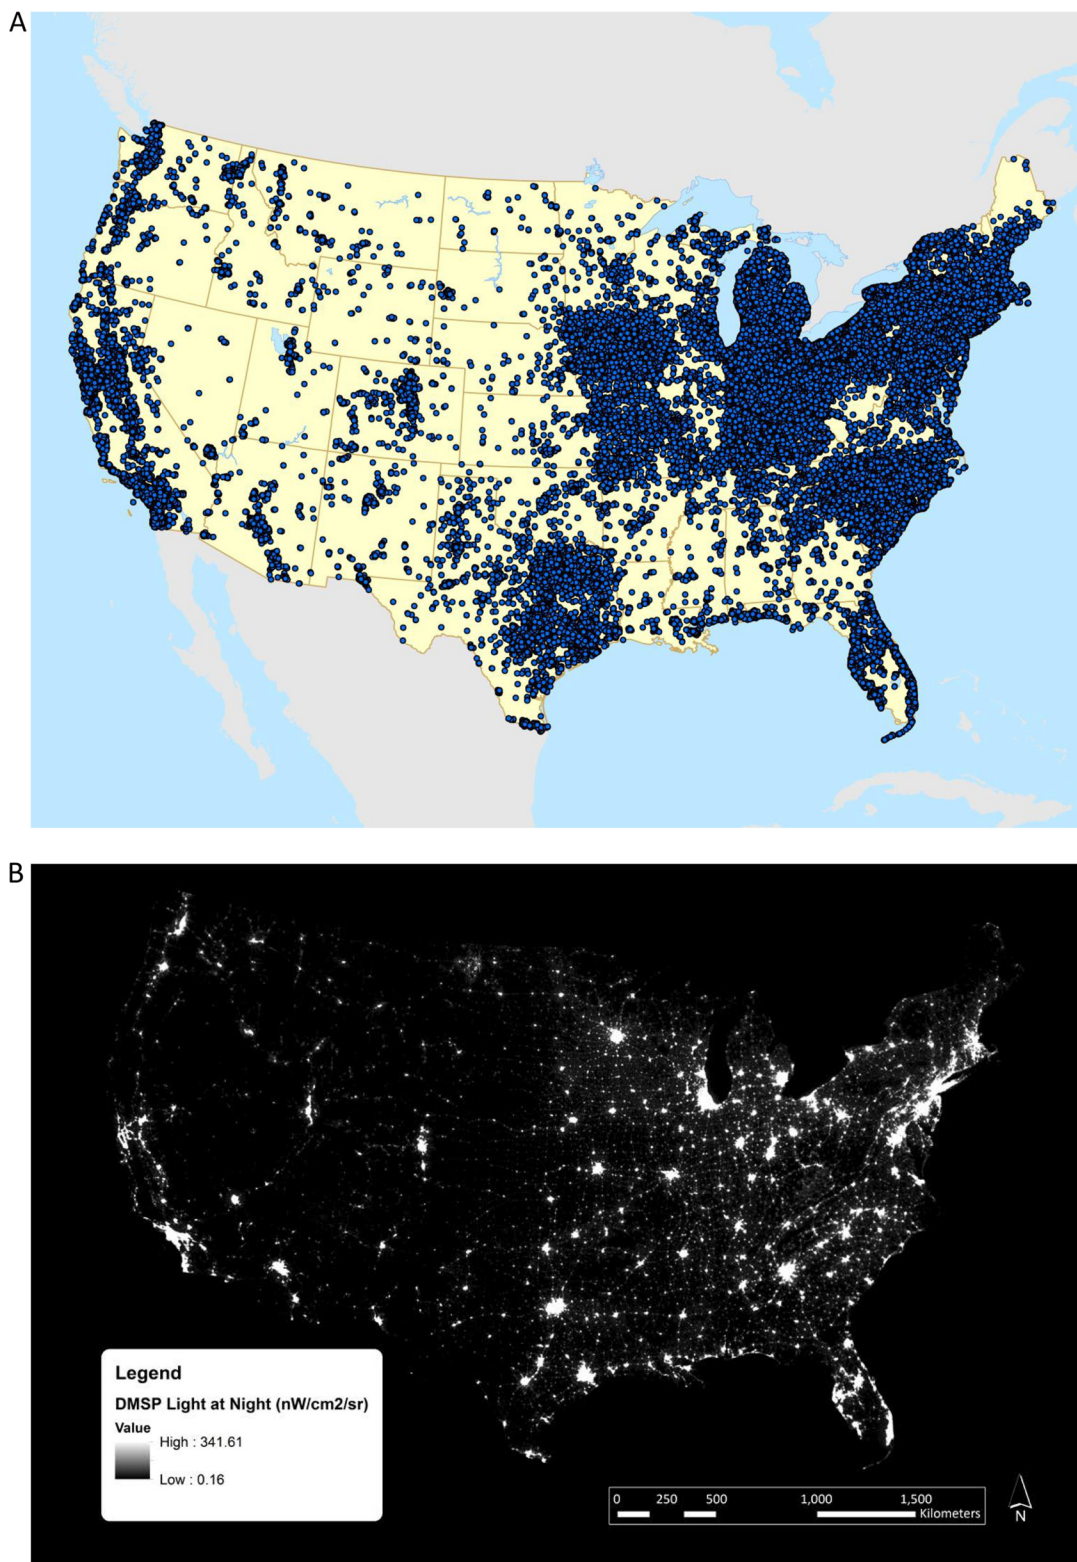 A
B
Legend
DMSP Light at Night (nW/cm2/sr)
Value
High : 341.61
Low : 0.16
0 250 500 1,000 1,500
Kilometers
N